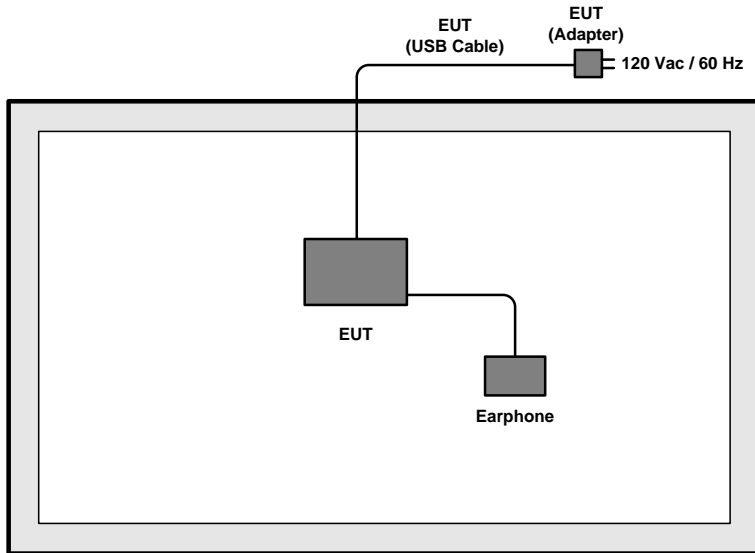 EUT
(USB Cable)
EUT
(Adapter)
120 Vac / 60 Hz
EUT
Earphone